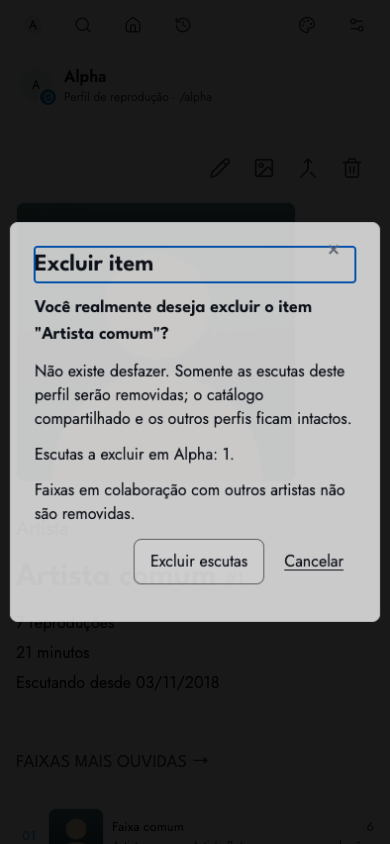 A
A
Alpha
Perfil de reprodução · /alpha
Excluir item
×
Você realmente deseja excluir o item
"Artista comum"?
Não existe desfazer. Somente as escutas deste
perfil serão removidas; o catálogo
compartilhado e os outros perfis ficam intactos.
Escutas a excluir em Alpha: 1.
Faixas em colaboração com outros artistas não
são removidas.
Artista
Excluir escutas
Cancelar
Artista comum
7 reproduções
21 minutos
Escutando desde 03/11/2018
FAIXAS MAIS OUVIDAS →
01
Faixa comum
6